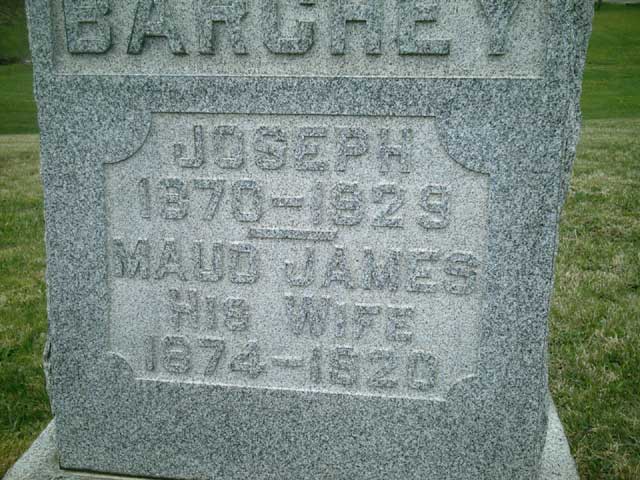 BARCHEY
JOSEPH
1870-1929
MAUD JAMES
HIS WIFE
1874-1920